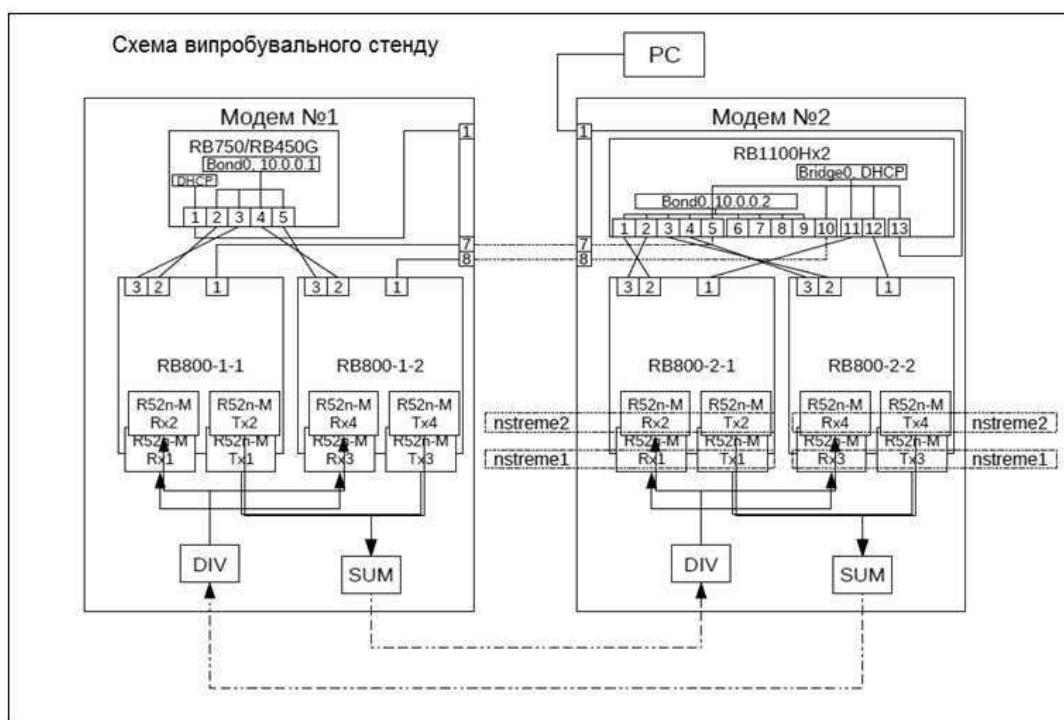 Схема випробувального стенду
PC
Модем №1
RB750/RB450G
Bond0, 10.0.0.1
DHCP
1 2 3 4 5
1
7
8
3 2 1
3 2 1
RB800-1-1
RB800-1-2
R52n-M
Rx2
R52n-M
Tx2
R52n-M
Rx4
R52n-M
Tx4
R52n-M
Rx1
R52n-M
Tx1
R52n-M
Rx3
R52n-M
Tx3
DIV
SUM
Модем №2
1
7
8
RB1100Hx2
Bridge0, DHCP
Bond0, 10.0.0.2
1 2 3 4 5 6 7 8 9 10 11 12 13
3 2 1
3 2 1
RB800-2-1
RB800-2-2
nstreme2
R52n-M
Rx2
R52n-M
Tx2
R52n-M
Rx4
R52n-M
Tx4
nstreme2
nstreme1
R52n-M
Rx1
R52n-M
Tx1
R52n-M
Rx3
R52n-M
Tx3
nstreme1
DIV
SUM